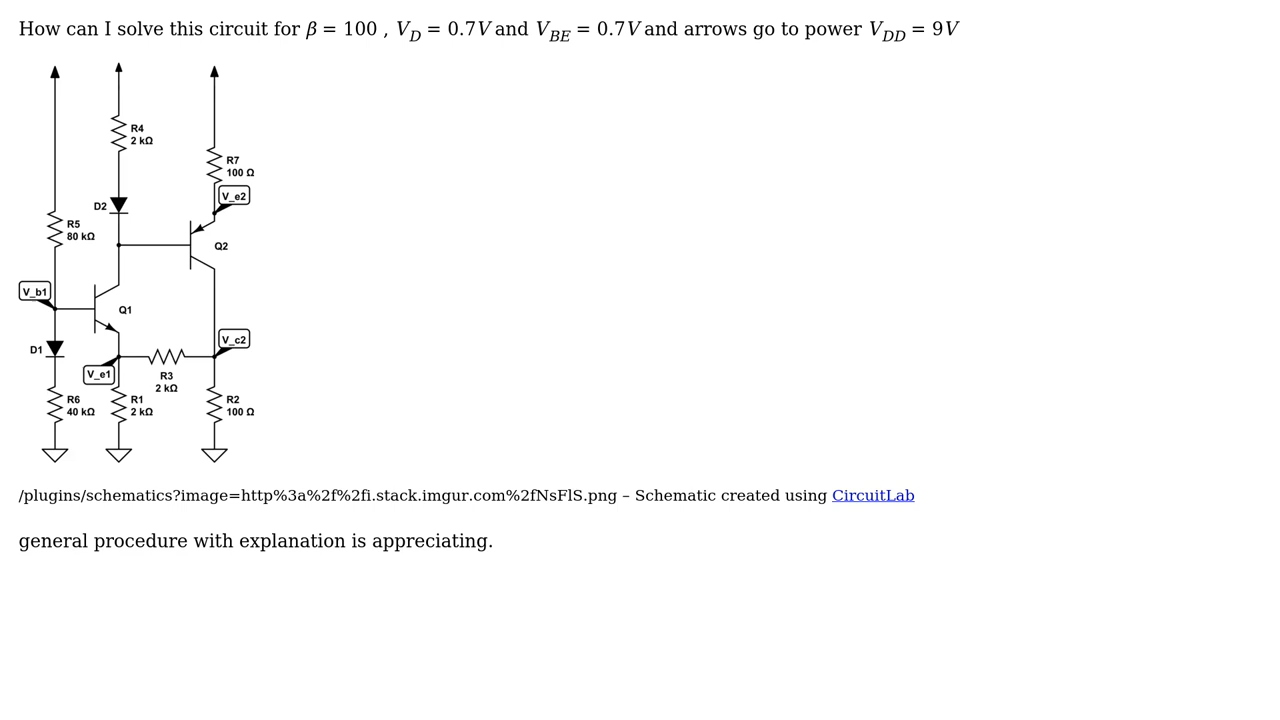 How can I solve this circuit for β = 100 , V_D = 0.7V and V_BE = 0.7V and arrows go to power V_DD = 9V
R4
2 kΩ
R7
100 Ω
V_e2
D2
R5
80 kΩ
Q2
V_b1
Q1
V_c2
D1
V_e1
R3
2 kΩ
R6
40 kΩ
R1
2 kΩ
R2
100 Ω
/plugins/schematics?image=http%3a%2f%2fi.stack.imgur.com%2fNsFlS.png – Schematic created using CircuitLab
general procedure with explanation is appreciating.